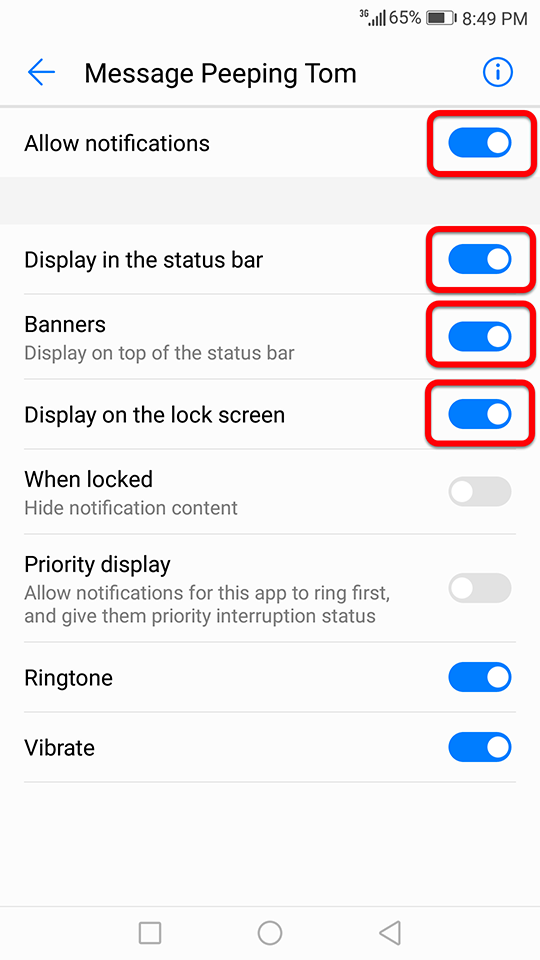 3G 65% 8:49 PM
Message Peeping Tom
Allow notifications
Display in the status bar
Banners
Display on top of the status bar
Display on the lock screen
When locked
Hide notification content
Priority display
Allow notifications for this app to ring first,
and give them priority interruption status
Ringtone
Vibrate